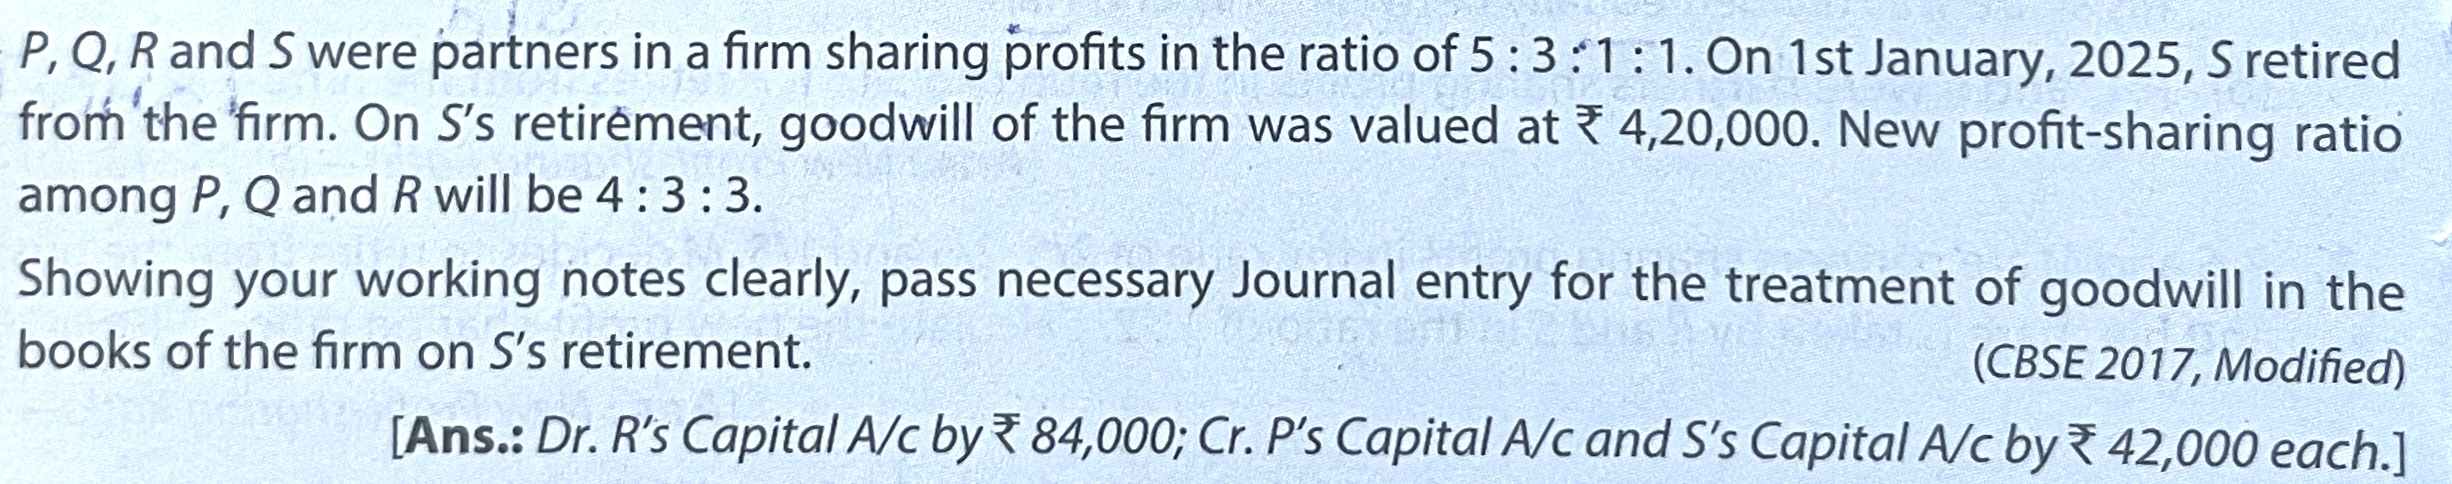 P, Q, R and S were partners in a firm sharing profits in the ratio of 5 : 3 : 1 : 1. On 1st January, 2025, S retired
from the firm. On S's retirement, goodwill of the firm was valued at ₹ 4,20,000. New profit-sharing ratio
among P, Q and R will be 4 : 3 : 3.
Showing your working notes clearly, pass necessary Journal entry for the treatment of goodwill in the
books of the firm on S's retirement. (CBSE 2017, Modified)
[Ans.: Dr. R's Capital A/c by ₹ 84,000; Cr. P's Capital A/c and S's Capital A/c by ₹ 42,000 each.]